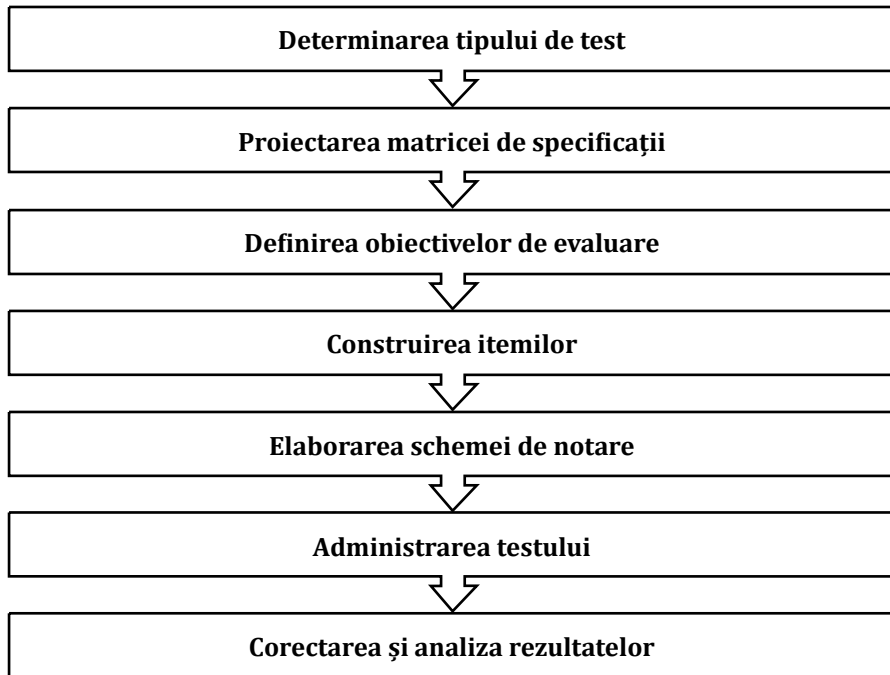 Determinarea tipului de test
Proiectarea matricei de specificații
Definirea obiectivelor de evaluare
Construirea itemilor
Elaborarea schemei de notare
Administrarea testului
Corectarea și analiza rezultatelor